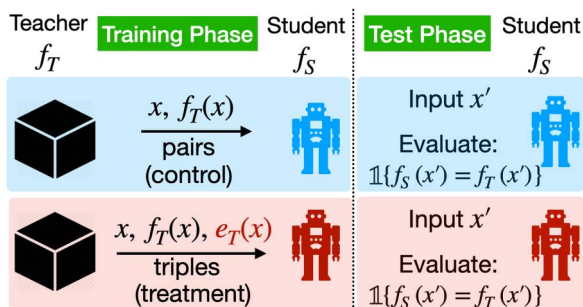 Teacher
f_T
Training Phase
Student
f_S
Test Phase
Student
f_S
x, f_T(x)
pairs
(control)
Input x′
Evaluate:
𝟙{f_S (x′) = f_T (x′)}
x, f_T(x), e_T(x)
triples
(treatment)
Input x′
Evaluate:
𝟙{f_S (x′) = f_T (x′)}